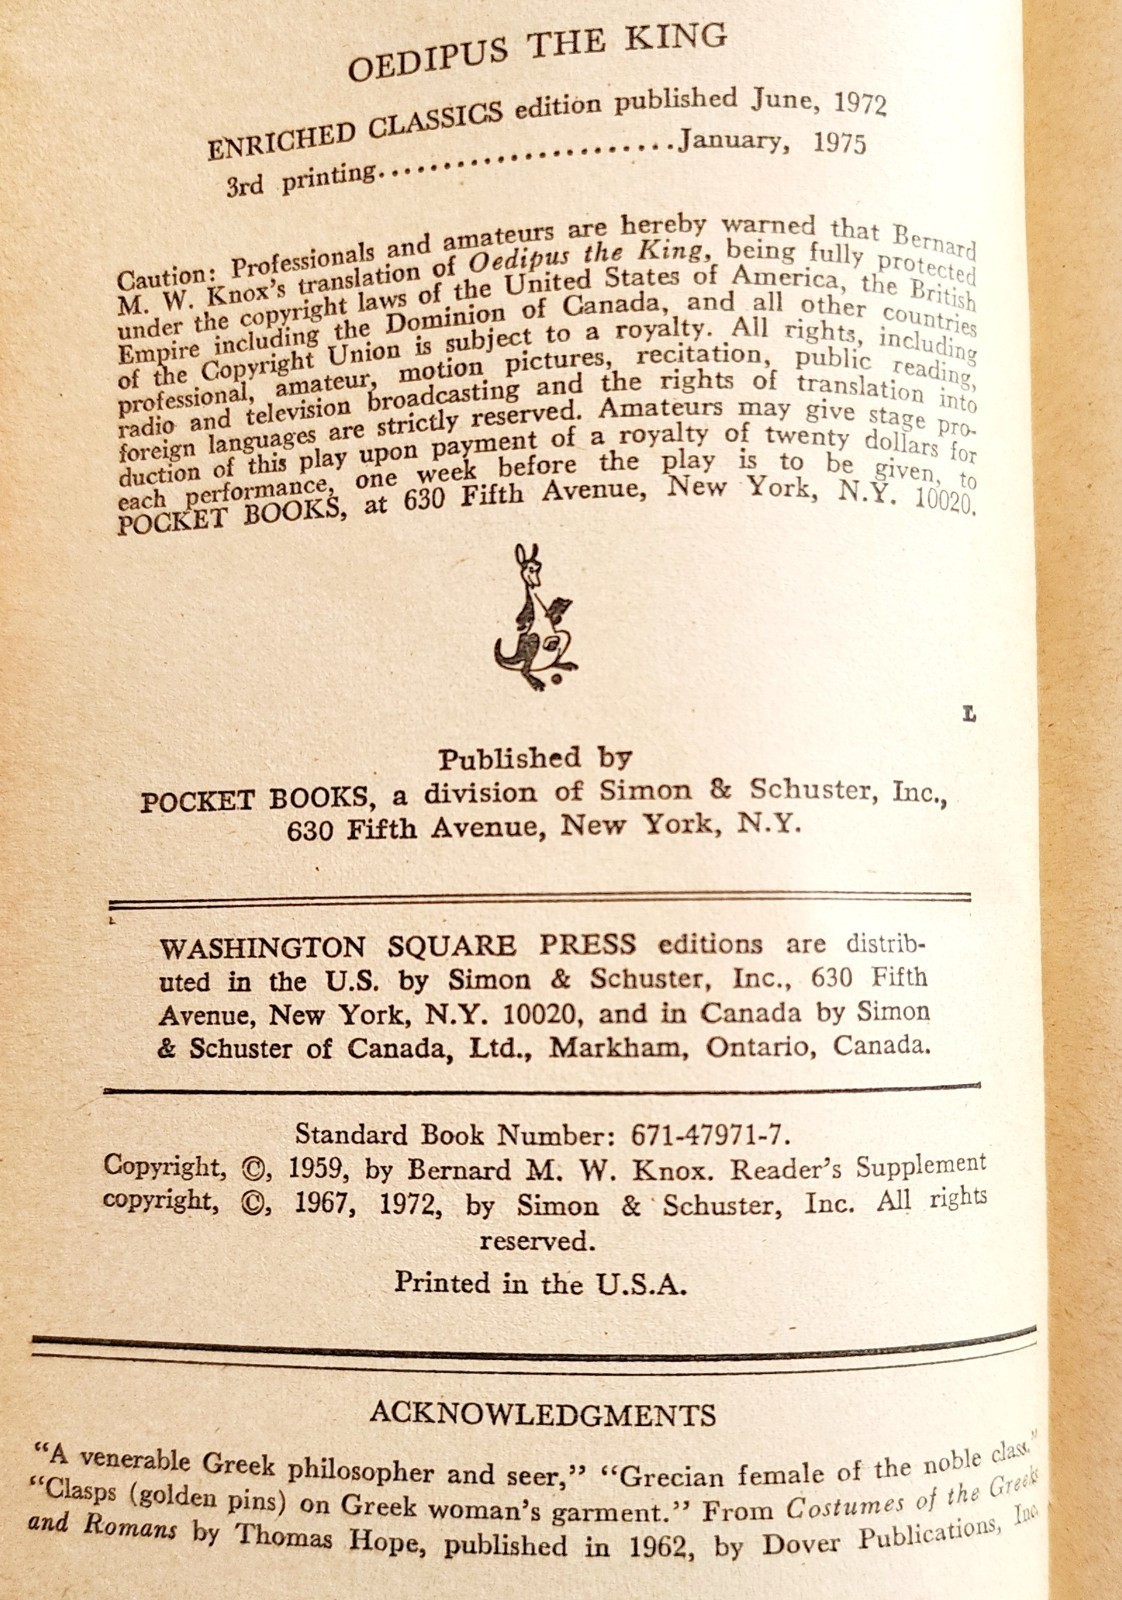 OEDIPUS THE KING
ENRICHED CLASSICS edition published June, 1972
3rd printing.......................January, 1975
Caution: Professionals and amateurs are hereby warned that Bernard
M. W. Knox's translation of Oedipus the King, being fully protected
under the copyright laws of the United States of America, the British
Empire including the Dominion of Canada, and all other countries
of the Copyright Union is subject to a royalty. All rights, including
professional, amateur, motion pictures, recitation, public reading,
radio and television broadcasting and the rights of translation into
foreign languages are strictly reserved. Amateurs may give stage pro-
duction of this play upon payment of a royalty of twenty dollars for
each performance, one week before the play is to be given, to
POCKET BOOKS, at 630 Fifth Avenue, New York, N.Y. 10020.
L
Published by
POCKET BOOKS, a division of Simon & Schuster, Inc.,
630 Fifth Avenue, New York, N.Y.
L
WASHINGTON SQUARE PRESS editions are distrib-
uted in the U.S. by Simon & Schuster, Inc., 630 Fifth
Avenue, New York, N.Y. 10020, and in Canada by Simon
& Schuster of Canada, Ltd., Markham, Ontario, Canada.
Standard Book Number: 671-47971-7.
Copyright, ©, 1959, by Bernard M. W. Knox. Reader's Supplement
copyright, ©, 1967, 1972, by Simon & Schuster, Inc. All rights
reserved.
Printed in the U.S.A.
ACKNOWLEDGMENTS
"A venerable Greek philosopher and seer," "Grecian female of the noble class."
"Clasps (golden pins) on Greek woman's garment." From Costumes of the Greeks
and Romans by Thomas Hope, published in 1962, by Dover Publications, Inc.